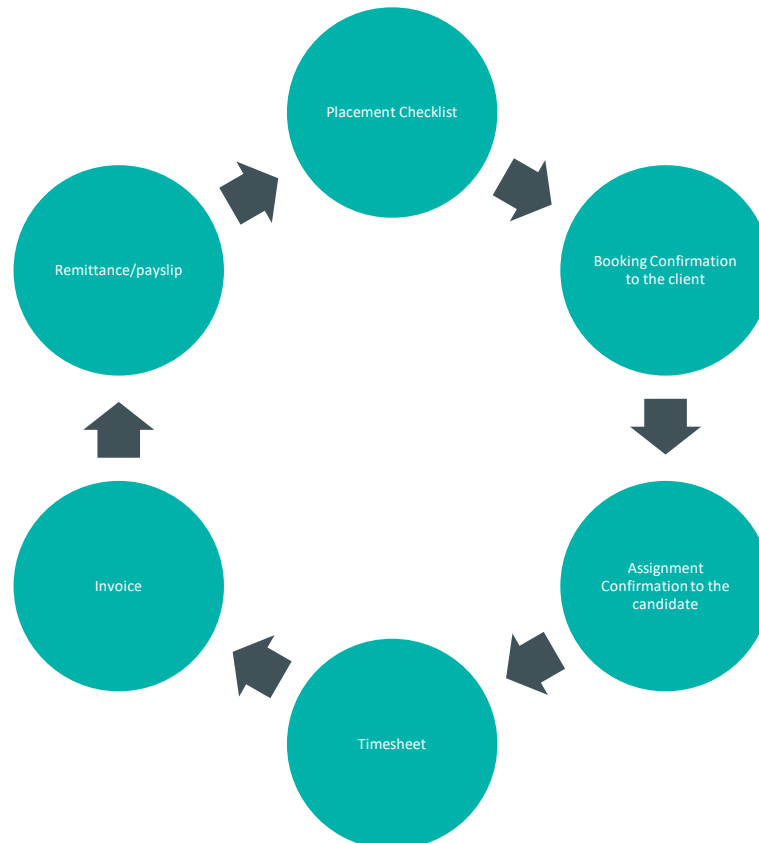 Placement Checklist
Booking Confirmation
to the client
Assignment
Confirmation to the
candidate
Timesheet
Invoice
Remittance/payslip